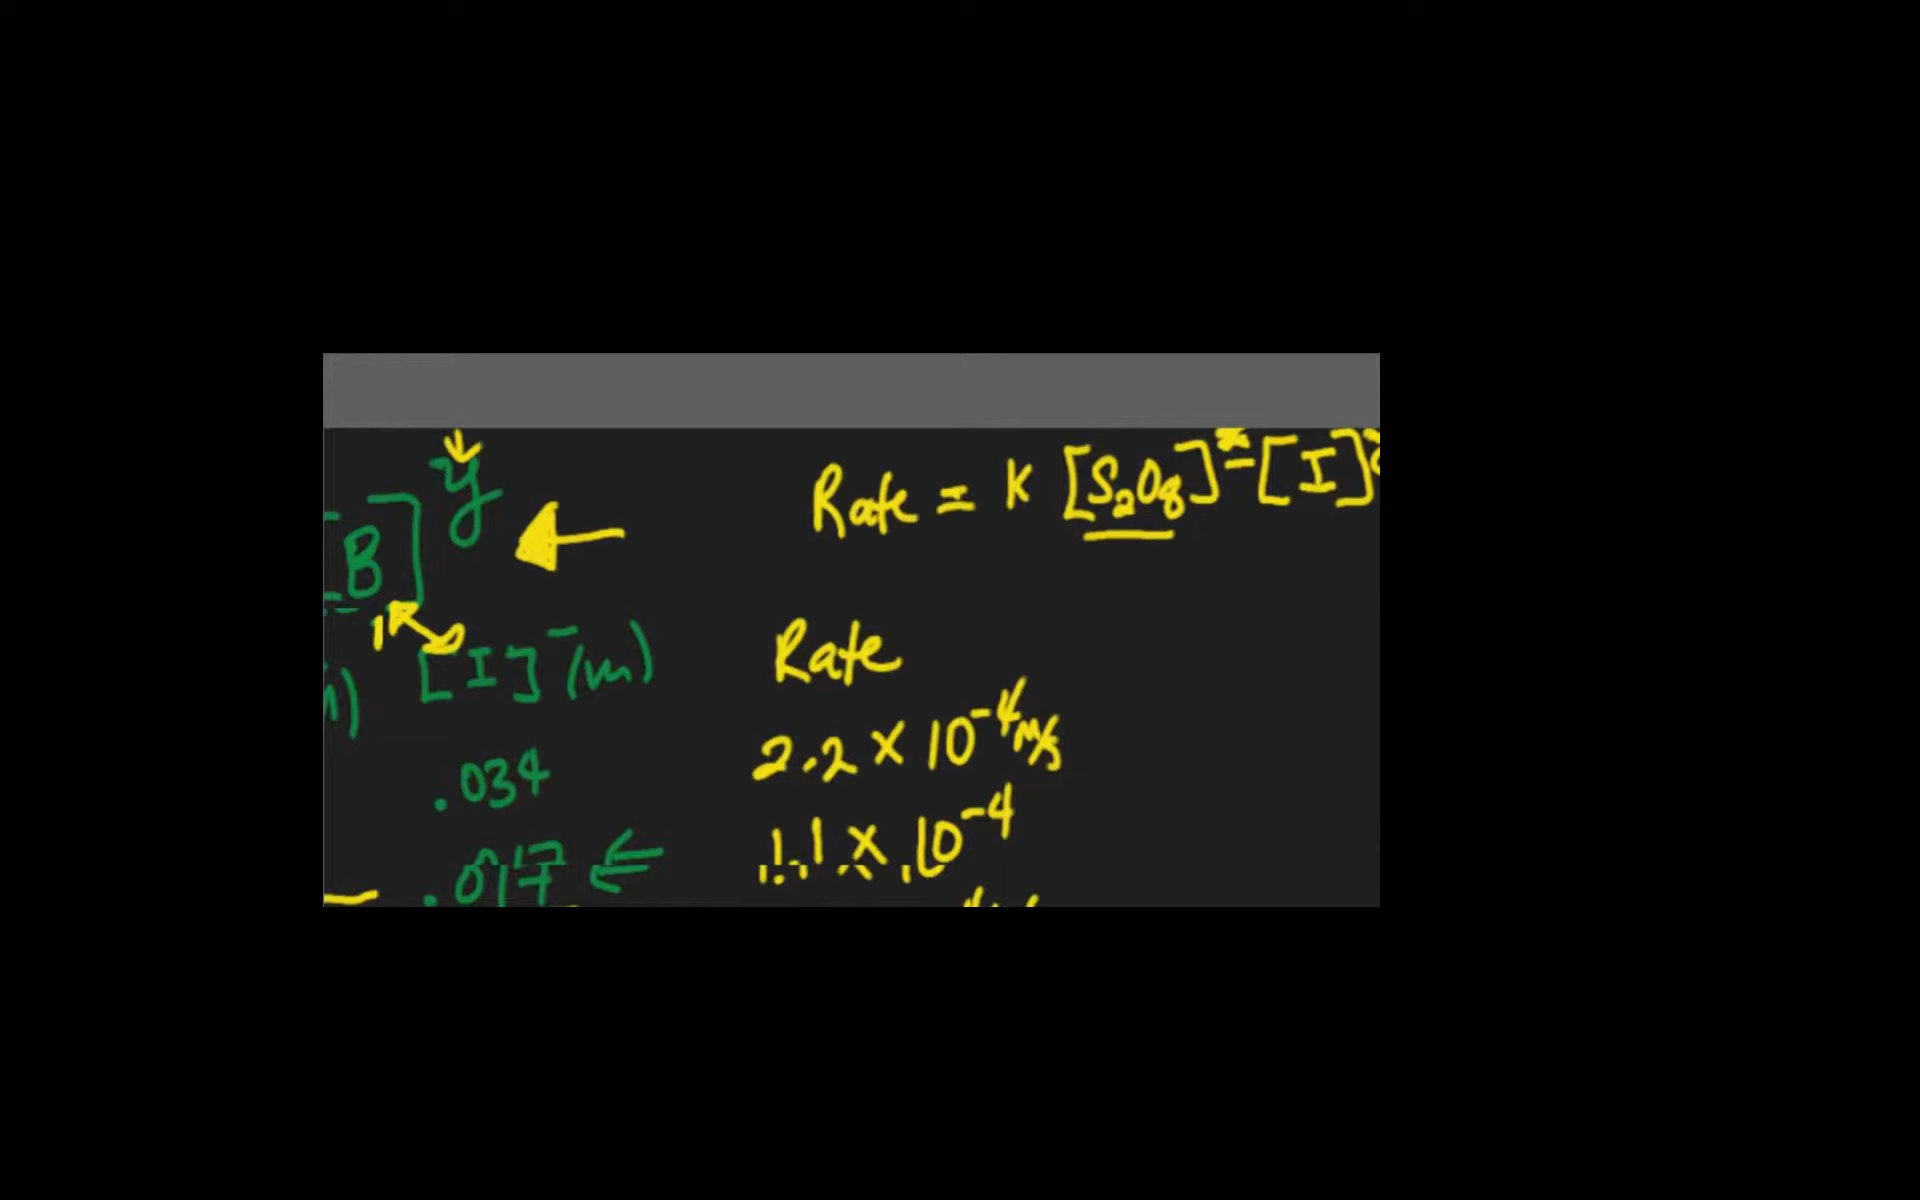 [B]^y
Rate = K [S₂O₈]^x [I]
[I]⁻(m) Rate
.034 2.2 x 10⁻⁴ M/s
.017 1.1 x 10⁻⁴